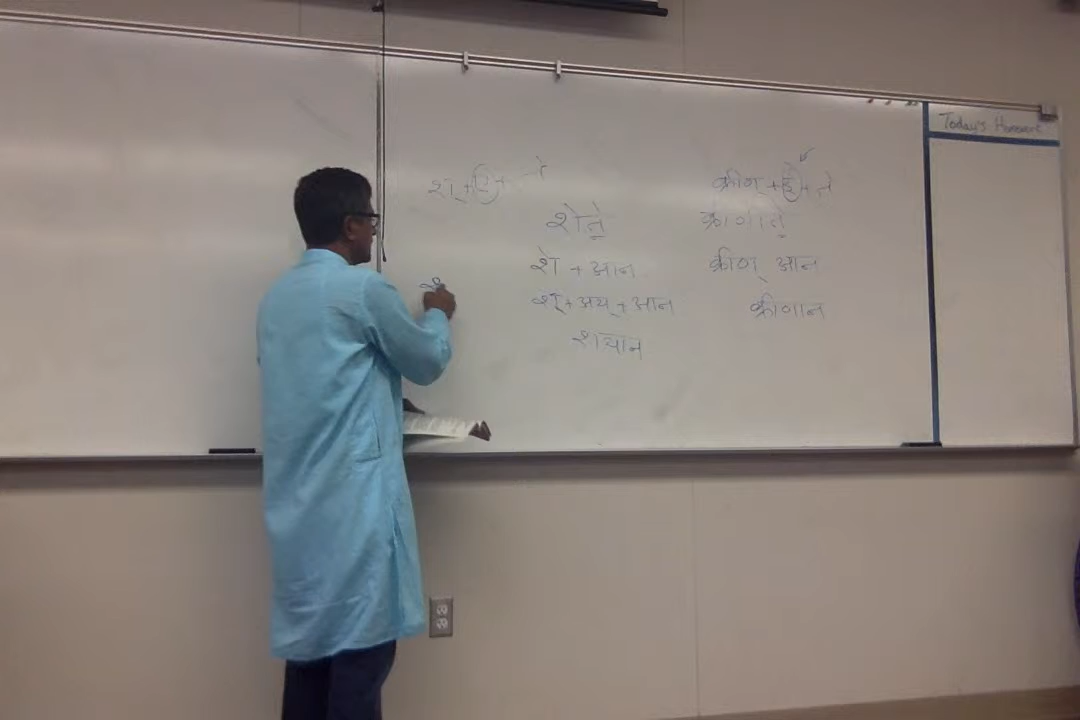 Today's Homework
श् + ए + ते
शेते
शे + आन
श् + अय् + आन
शयान
श
क्रीण् + ई + ते
क्रीणीते
क्रीण् आन
क्रीणान